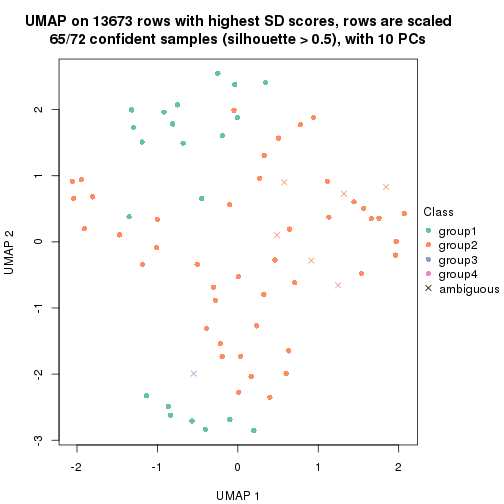 UMAP on 13673 rows with highest SD scores, rows are scaled
65/72 confident samples (silhouette > 0.5), with 10 PCs
UMAP 2
2
1
0
-1
-2
-3
-2
-1
0
1
2
UMAP 1
Class
group1
group2
group3
group4
ambiguous